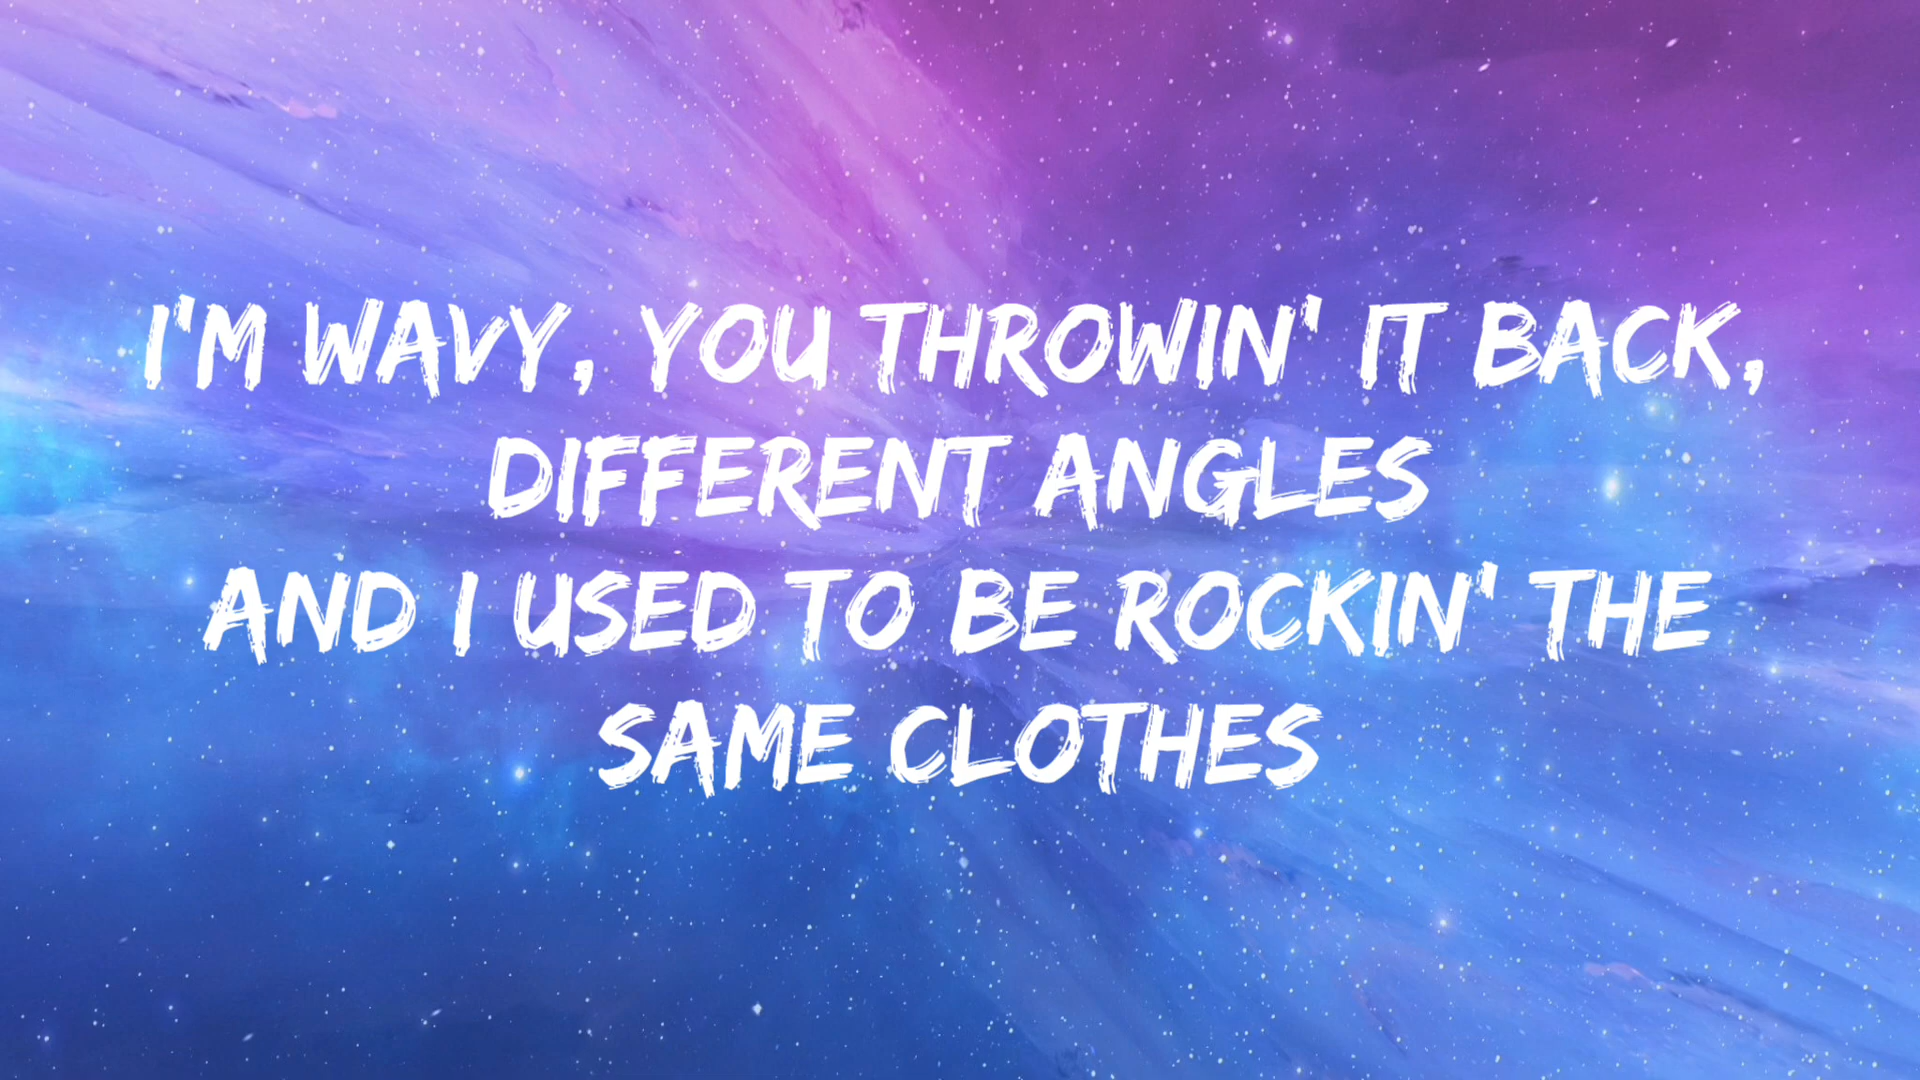 I'M WAVY, YOU THROWIN' IT BACK,
DIFFERENT ANGLES
AND I USED TO BE ROCKIN' THE
SAME CLOTHES